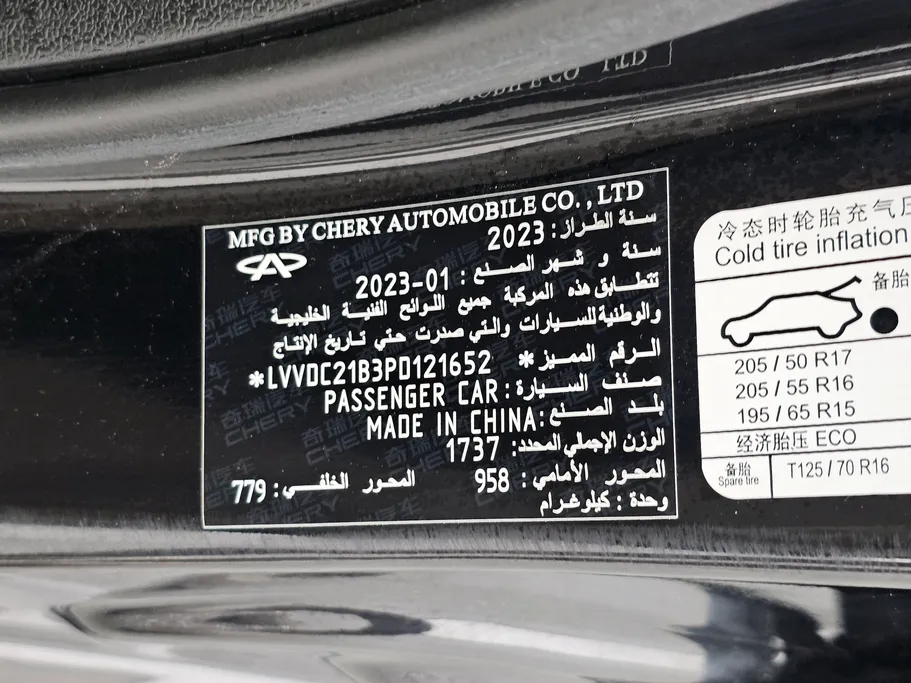 MFG BY CHERY AUTOMOBILE CO. , LTD
سنة الطراز: 2023
سنة و شهر الصنع : 2023-01
تتطابق هذه المركبة جميع اللوائح الفنية الخليجية
والوطنية للسيارات والتي صدرت حتي تاريخ الإنتاج
الرقم المميز: *LVVDC21B3PD121652*
صنف السيارة: PASSENGER CAR
بلد الصنع: MADE IN CHINA
الوزن الإجمالي المحدد: 1737
المحور الأمامي: 958 المحور الخلفي: 779
وحدة : كيلوغرام
冷态时轮胎充气压
Cold tire inflation
备胎
205 / 50 R17
205 / 55 R16
195 / 65 R15
经济胎压 ECO
备胎
Spare tire
T125 / 70 R16